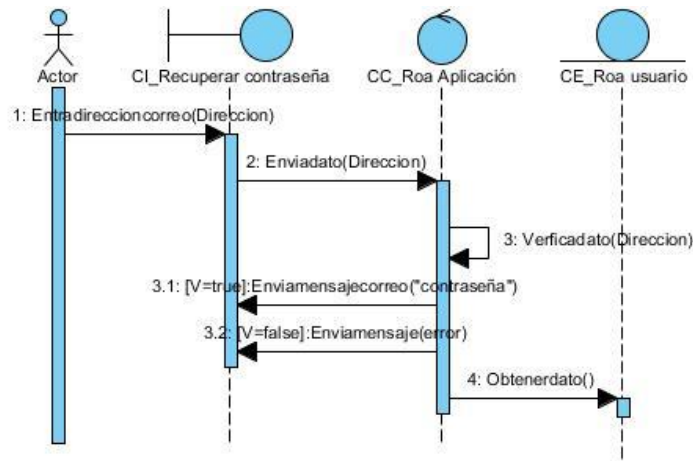 Actor
CI_Recuperar contraseña
CC_Roa Aplicación
CE_Roa usuario
1: Entradireccioncorreo(Direccion)
2: Enviadato(Direccion)
3: Verficadato(Direccion)
3.1: [V=true]:Enviamensajecorreo("contraseña")
3.2: [V=false]:Enviamensaje(error)
4: Obtenerdato()